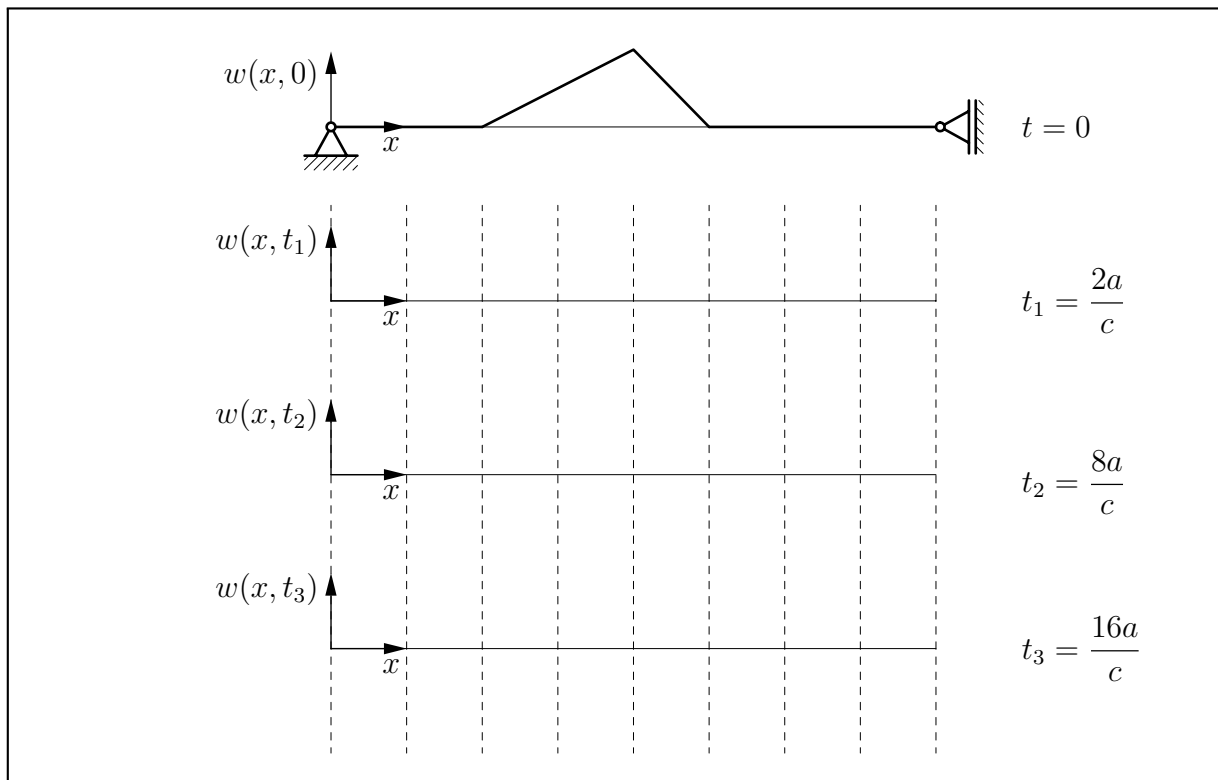 w(x, 0)
x
t = 0
w(x, t₁)
x
t₁ = 2a/c
w(x, t₂)
x
t₂ = 8a/c
w(x, t₃)
x
t₃ = 16a/c